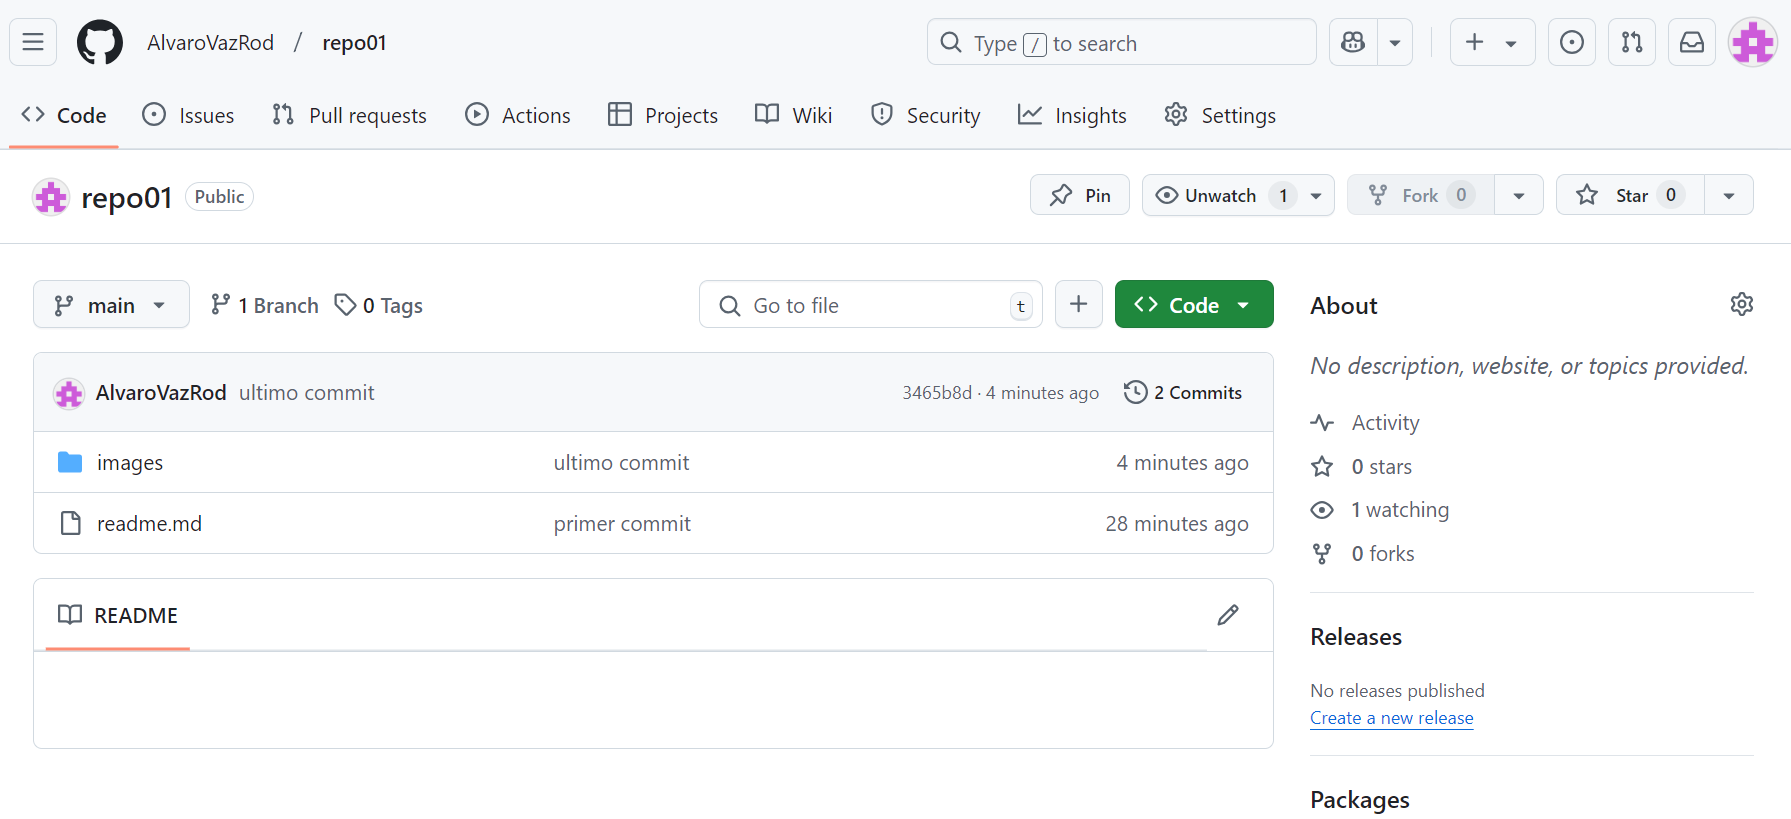 AlvaroVazRod / repo01
Type / to search
Code Issues Pull requests Actions Projects Wiki Security Insights Settings
repo01 Public
Pin Unwatch 1 Fork 0 Star 0
main 1 Branch 0 Tags
Go to file t + Code
AlvaroVazRod ultimo commit 3465b8d · 4 minutes ago 2 Commits
images ultimo commit 4 minutes ago
readme.md primer commit 28 minutes ago
README
About
No description, website, or topics provided.
Activity
0 stars
1 watching
0 forks
Releases
No releases published
Create a new release
Packages